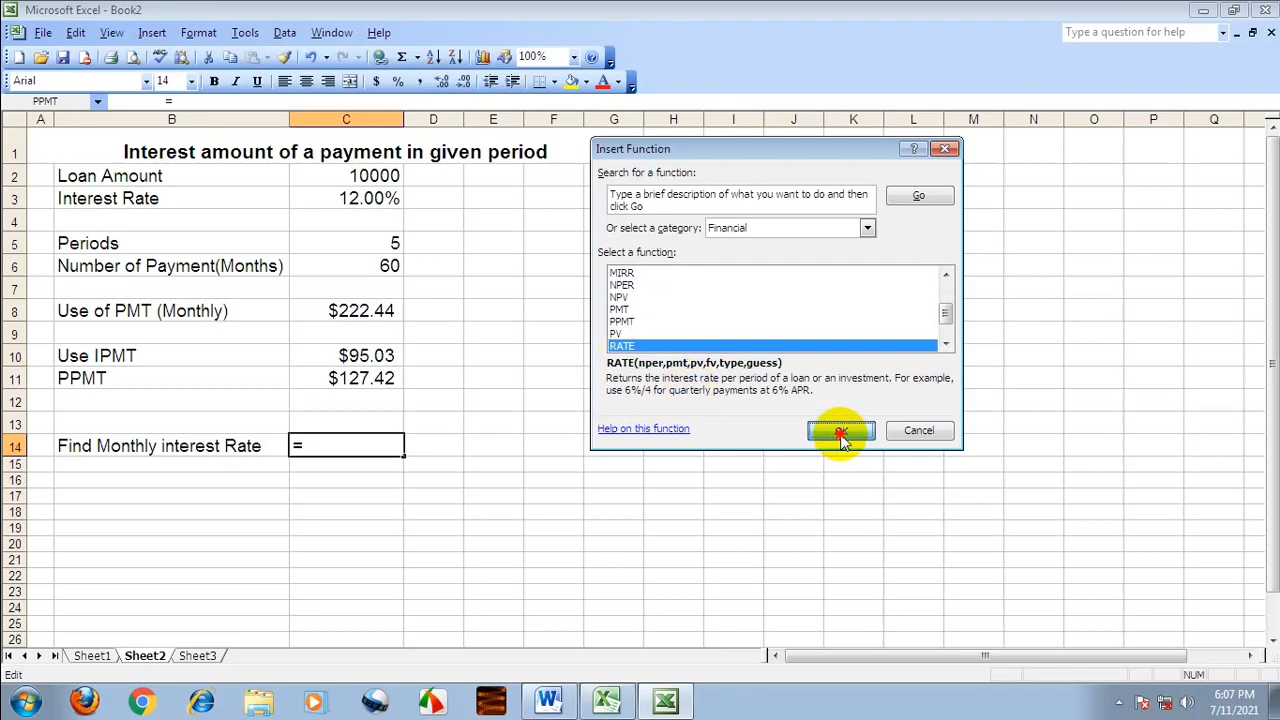 Microsoft Excel - Book2
File Edit View Insert Format Tools Data Window Help
Type a question for help
100%
Arial 14
PPMT =
A B C D E F G H I J K L M N O P Q
1 Interest amount of a payment in given period
2 Loan Amount 10000
3 Interest Rate 12.00%
4
5 Periods 5
6 Number of Payment(Months) 60
7
8 Use of PMT (Monthly) $222.44
9
10 Use IPMT $95.03
11 PPMT $127.42
12
13
14 Find Monthly interest Rate =
15
16
17
18
19
20
21
22
23
24
25
26
Insert Function
Search for a function:
Type a brief description of what you want to do and then
click Go
Go
Or select a category: Financial
Select a function:
MIRR
NPER
NPV
PMT
PPMT
PV
RATE
RATE(nper,pmt,pv,fv,type,guess)
Returns the interest rate per period of a loan or an investment. For example,
use 6%/4 for quarterly payments at 6% APR.
Help on this function
OK Cancel
Sheet1 Sheet2 Sheet3
Edit
NUM
6:07 PM
7/11/2021